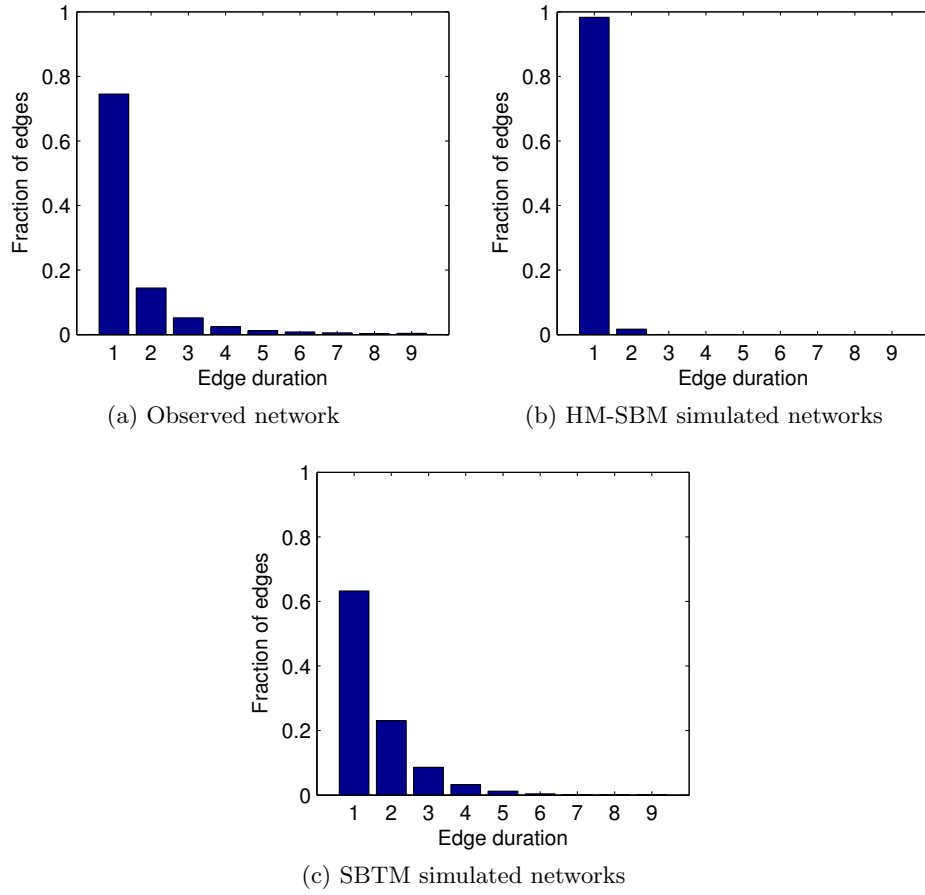 1
0.8
0.6
0.4
0.2
0
Fraction of edges
1 2 3 4 5 6 7 8 9
Edge duration
(a) Observed network
1
0.8
0.6
0.4
0.2
0
Fraction of edges
1 2 3 4 5 6 7 8 9
Edge duration
(b) HM-SBM simulated networks
1
0.8
0.6
0.4
0.2
0
Fraction of edges
1 2 3 4 5 6 7 8 9
Edge duration
(c) SBTM simulated networks